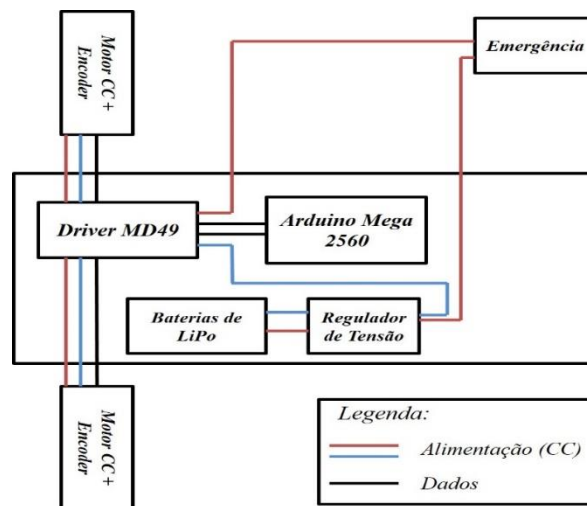 Motor CC +
Encoder
Emergência
Driver MD49
Arduino Mega
2560
Baterias de
LiPo
Regulador
de Tensão
Motor CC +
Encoder
Legenda:
Alimentação (CC)
Dados